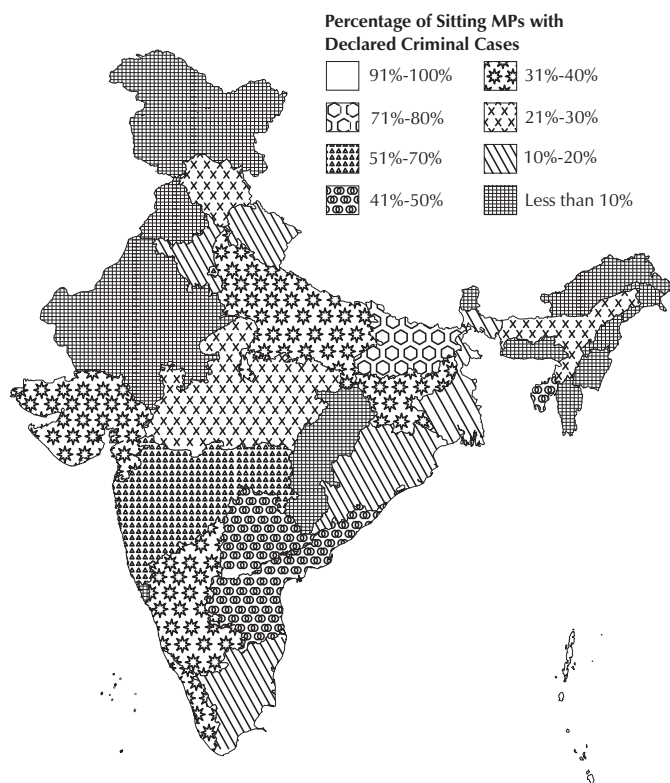 Percentage of Sitting MPs with
Declared Criminal Cases
91%-100%
71%-80%
51%-70%
41%-50%
31%-40%
21%-30%
10%-20%
Less than 10%